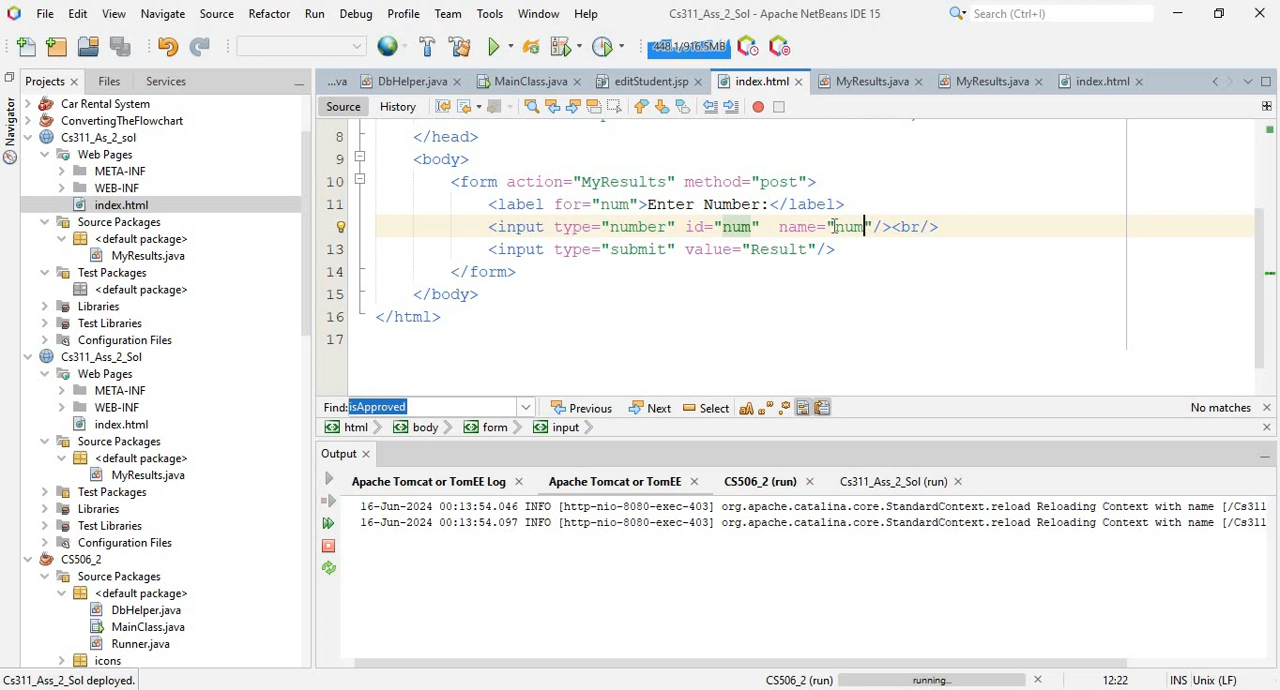 File Edit View Navigate Source Refactor Run Debug Profile Team Tools Window Help Cs311_Ass_2_Sol - Apache NetBeans IDE 15 Search (Ctrl+I)
448.1/916.5MB
Projects Files Services
Navigator
Car Rental System
ConvertingTheFlowchart
Cs311_As_2_sol
Web Pages
META-INF
WEB-INF
index.html
Source Packages
<default package>
MyResults.java
Test Packages
<default package>
Libraries
Test Libraries
Configuration Files
Cs311_Ass_2_Sol
Web Pages
META-INF
WEB-INF
index.html
Source Packages
<default package>
MyResults.java
Test Packages
Libraries
Test Libraries
Configuration Files
CS506_2
Source Packages
<default package>
DbHelper.java
MainClass.java
Runner.java
icons
...va DbHelper.java MainClass.java editStudent.jsp index.html MyResults.java MyResults.java index.html
Source History
8 </head>
9 <body>
10 <form action="MyResults" method="post">
11 <label for="num">Enter Number:</label>
<input type="number" id="num" name="num"/><br/>
13 <input type="submit" value="Result"/>
14 </form>
15 </body>
16 </html>
17
Find: isApproved Previous Next Select No matches
html body form input
Output
Apache Tomcat or TomEE Log Apache Tomcat or TomEE CS506_2 (run) Cs311_Ass_2_Sol (run)
16-Jun-2024 00:13:54.046 INFO [http-nio-8080-exec-403] org.apache.catalina.core.StandardContext.reload Reloading Context with name [/Cs311
16-Jun-2024 00:13:54.097 INFO [http-nio-8080-exec-403] org.apache.catalina.core.StandardContext.reload Reloading Context with name [/Cs311
Cs311_Ass_2_Sol deployed. CS506_2 (run) running... 12:22 INS Unix (LF)